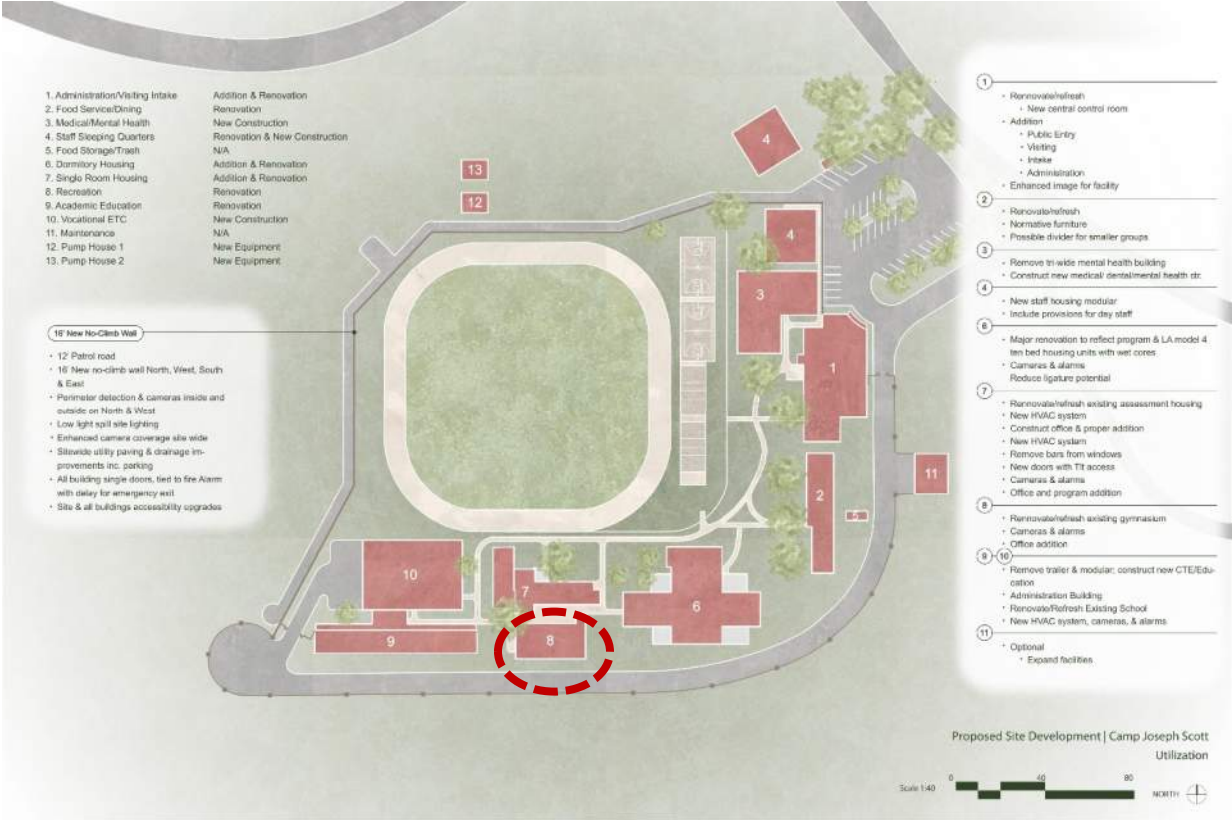 1. Administration/Visiting Intake Addition & Renovation
2. Food Service/Dining Renovation
3. Medical/Mental Health New Construction
4. Staff Sleeping Quarters Renovation & New Construction
5. Food Storage/Trash N/A
6. Dormitory Housing Addition & Renovation
7. Single Room Housing Addition & Renovation
8. Recreation Renovation
9. Academic Education Renovation
10. Vocational ETC New Construction
11. Maintenance N/A
12. Pump House 1 New Equipment
13. Pump House 2 New Equipment
16' New No-Climb Wall
• 12' Patrol road
• 16' New no-climb wall North, West, South
& East
• Perimeter detection & cameras inside and
outside on North & West
• Low light spill site lighting
• Enhanced camera coverage site wide
• Sitewide utility paving & drainage im-
provements inc. parking
• All building single doors, tied to fire Alarm
with delay for emergency exit
• Site & all buildings accessibility upgrades
13
12
4
4
3
1
2
11
5
10
7
6
9
8
1
• Rennovate/refresh
• New central control room
• Addition
• Public Entry
• Visiting
• Intake
• Administration
• Enhanced image for facility
2
• Renovate/refresh
• Normative furniture
• Possible divider for smaller groups
3
• Remove tri-wide mental health building
• Construct new medical/ dental/mental health str.
4
• New staff housing modular
• Include provisions for day staff
6
• Major renovation to reflect program & LA model 4
ten bed housing units with wet cores
• Cameras & alarms
Reduce ligature potential
7
• Rennovate/refresh existing assessment housing
• New HVAC system
• Construct office & proper addition
• New HVAC system
• Remove bars from windows
• New doors with Tlt access
• Cameras & alarms
• Office and program addition
8
• Rennovate/refresh existing gymnasium
• Cameras & alarms
• Office addition
9 10
• Remove trailer & modular; construct new CTE/Edu-
cation
• Administration Building
• Renovate/Refresh Existing School
• New HVAC system, cameras, & alarms
11
• Optional
• Expand facilities
Proposed Site Development | Camp Joseph Scott
Utilization
Scale 1:40 0 40 80 NORTH